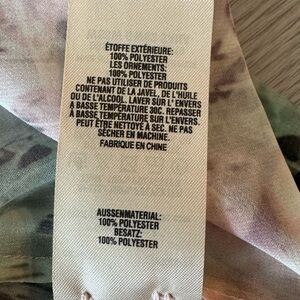 ÉTOFFE EXTÉRIEURE:
100% POLYESTER
LES ORNEMENTS:
100% POLYESTER
NE PAS UTILISER DE PRODUITS
CONTENANT DE LA JAVEL, DE L'HUILE
OU DE L'ALCOOL. LAVER SUR L' ENVERS
À BASSE TEMPÉRATURE 30C. REPASSER
À BASSE TEMPÉRATURE SUR L'ENVERS.
PEUT ÊTRE NETTOYÉ A SEC. NE PAS
SÉCHER EN MACHINE.
FABRIQUÉ EN CHINE
AUSSENMATERIAL:
100% POLYESTER
BESATZ:
100% POLYESTER